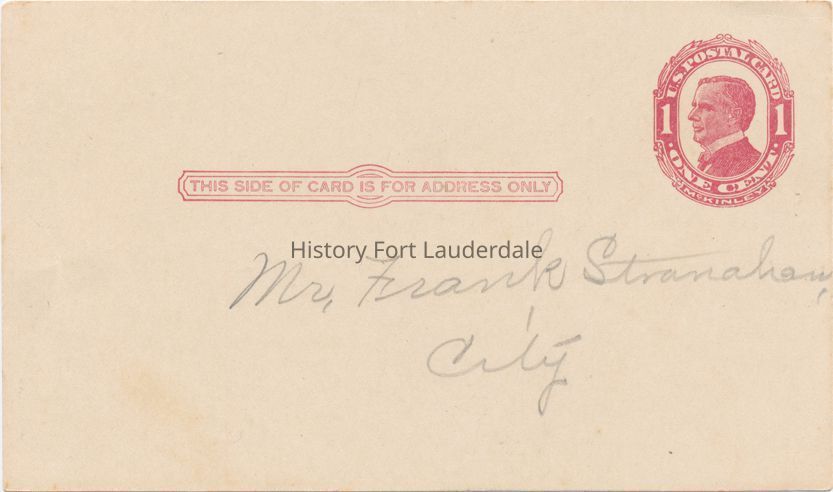 U.S. POSTAL CARD
1 1
· ONE CENT ·
McKINLEY
THIS SIDE OF CARD IS FOR ADDRESS ONLY
History Fort Lauderdale
Mr, Frank Stranahan,
City